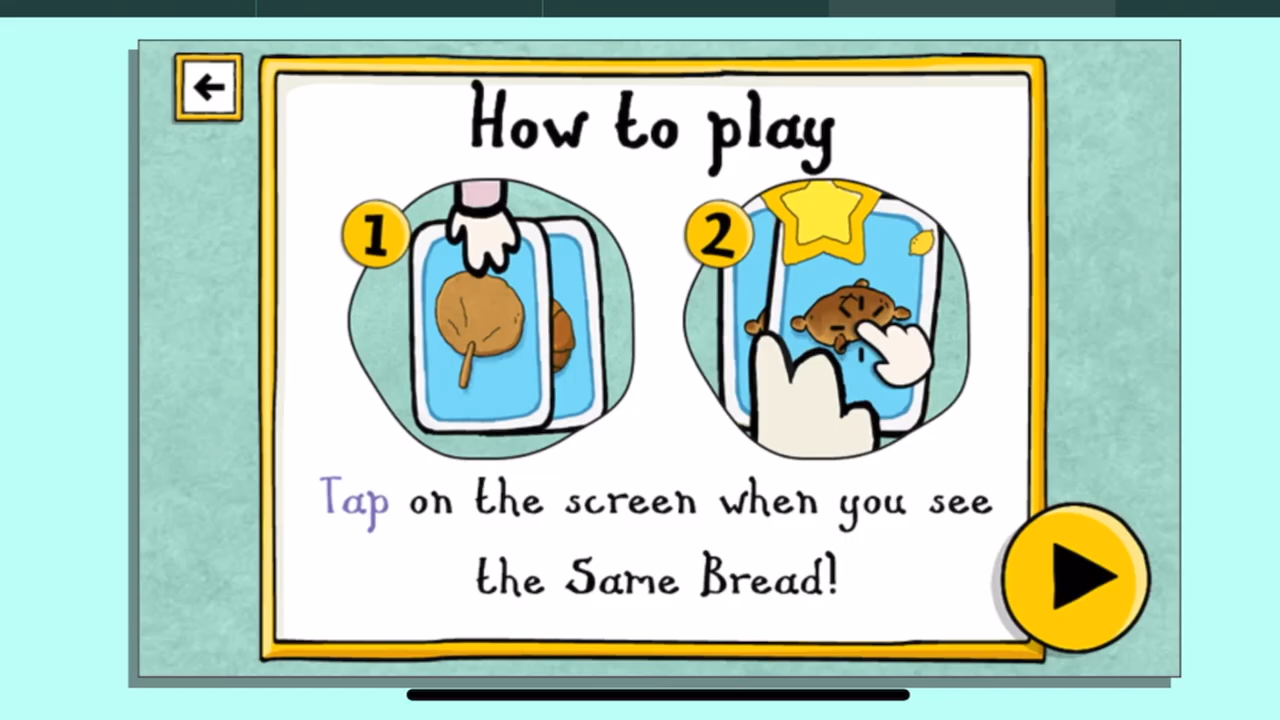 How to play
1
2
Tap on the screen when you see
the Same Bread!